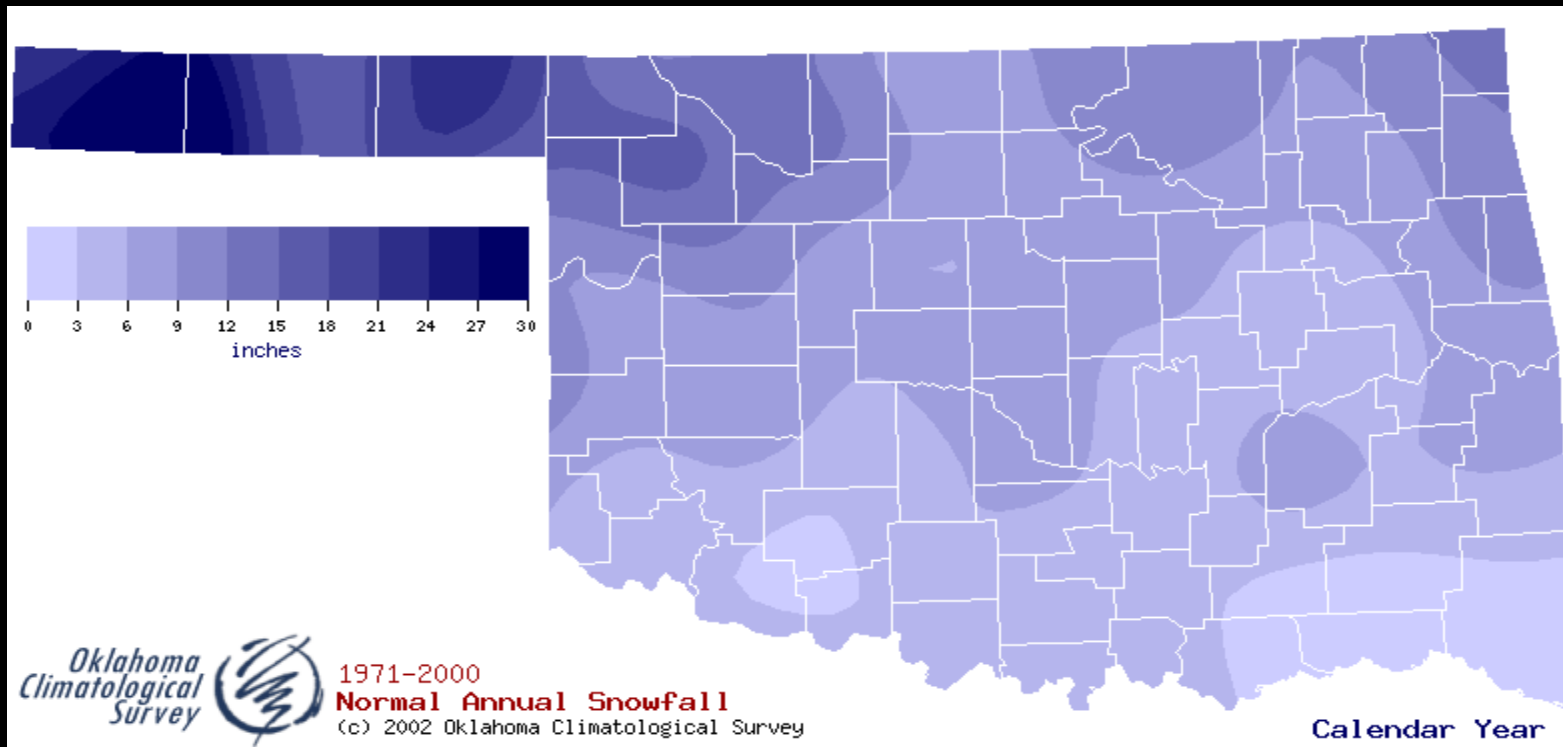 0 3 6 9 12 15 18 21 24 27 30
inches
Oklahoma
Climatological
Survey
1971-2000
Normal Annual Snowfall
(c) 2002 Oklahoma Climatological Survey
Calendar Year